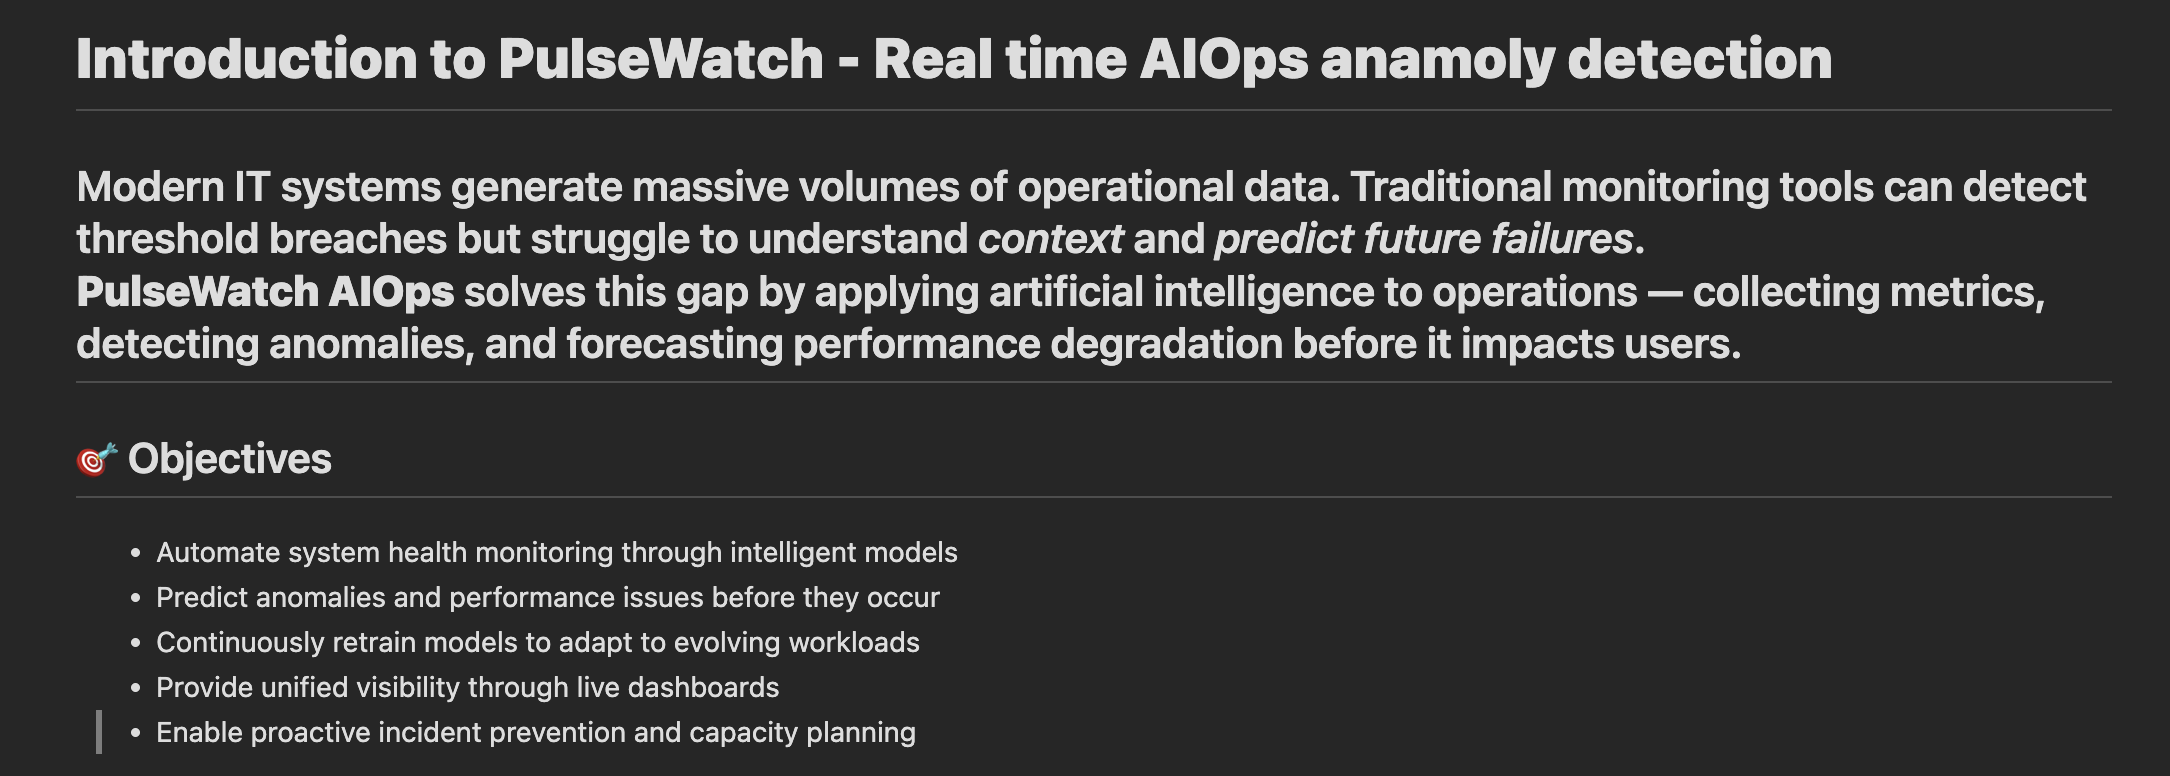 Introduction to PulseWatch - Real time AIOps anamoly detection
Modern IT systems generate massive volumes of operational data. Traditional monitoring tools can detect
threshold breaches but struggle to understand context and predict future failures.
PulseWatch AIOps solves this gap by applying artificial intelligence to operations — collecting metrics,
detecting anomalies, and forecasting performance degradation before it impacts users.
🎯 Objectives
• Automate system health monitoring through intelligent models
• Predict anomalies and performance issues before they occur
• Continuously retrain models to adapt to evolving workloads
• Provide unified visibility through live dashboards
• Enable proactive incident prevention and capacity planning